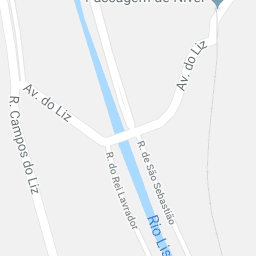 Passagem de Nível
Av. do Liz
Av. do Liz
R. Campos do Liz
R. de São Sebastião
R. do Rei Lavrador
Rio Lis